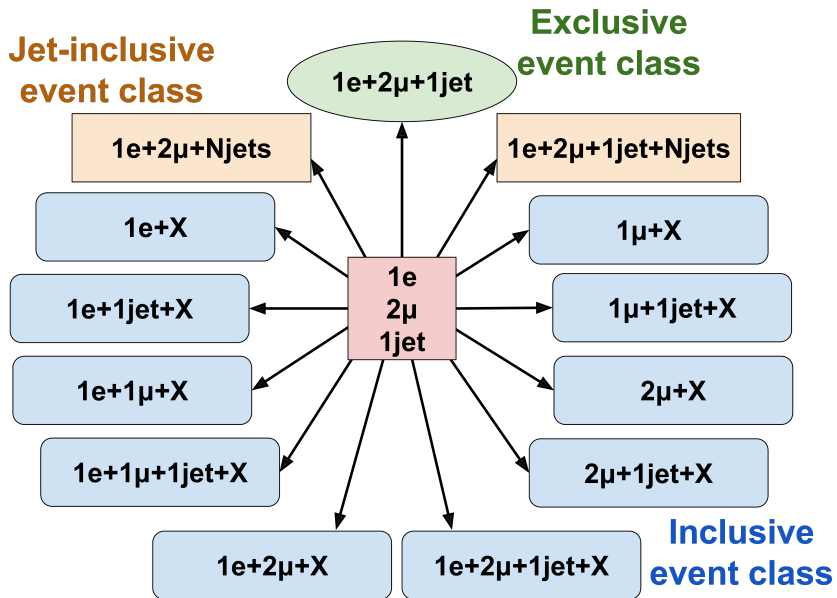 Jet-inclusive
event class
Exclusive
event class
1e+2µ+1jet
1e+2µ+Njets
1e+2µ+1jet+Njets
1e+X
1µ+X
1e
2µ
1jet
1e+1jet+X
1µ+1jet+X
1e+1µ+X
2µ+X
1e+1µ+1jet+X
2µ+1jet+X
1e+2µ+X
1e+2µ+1jet+X
Inclusive
event class